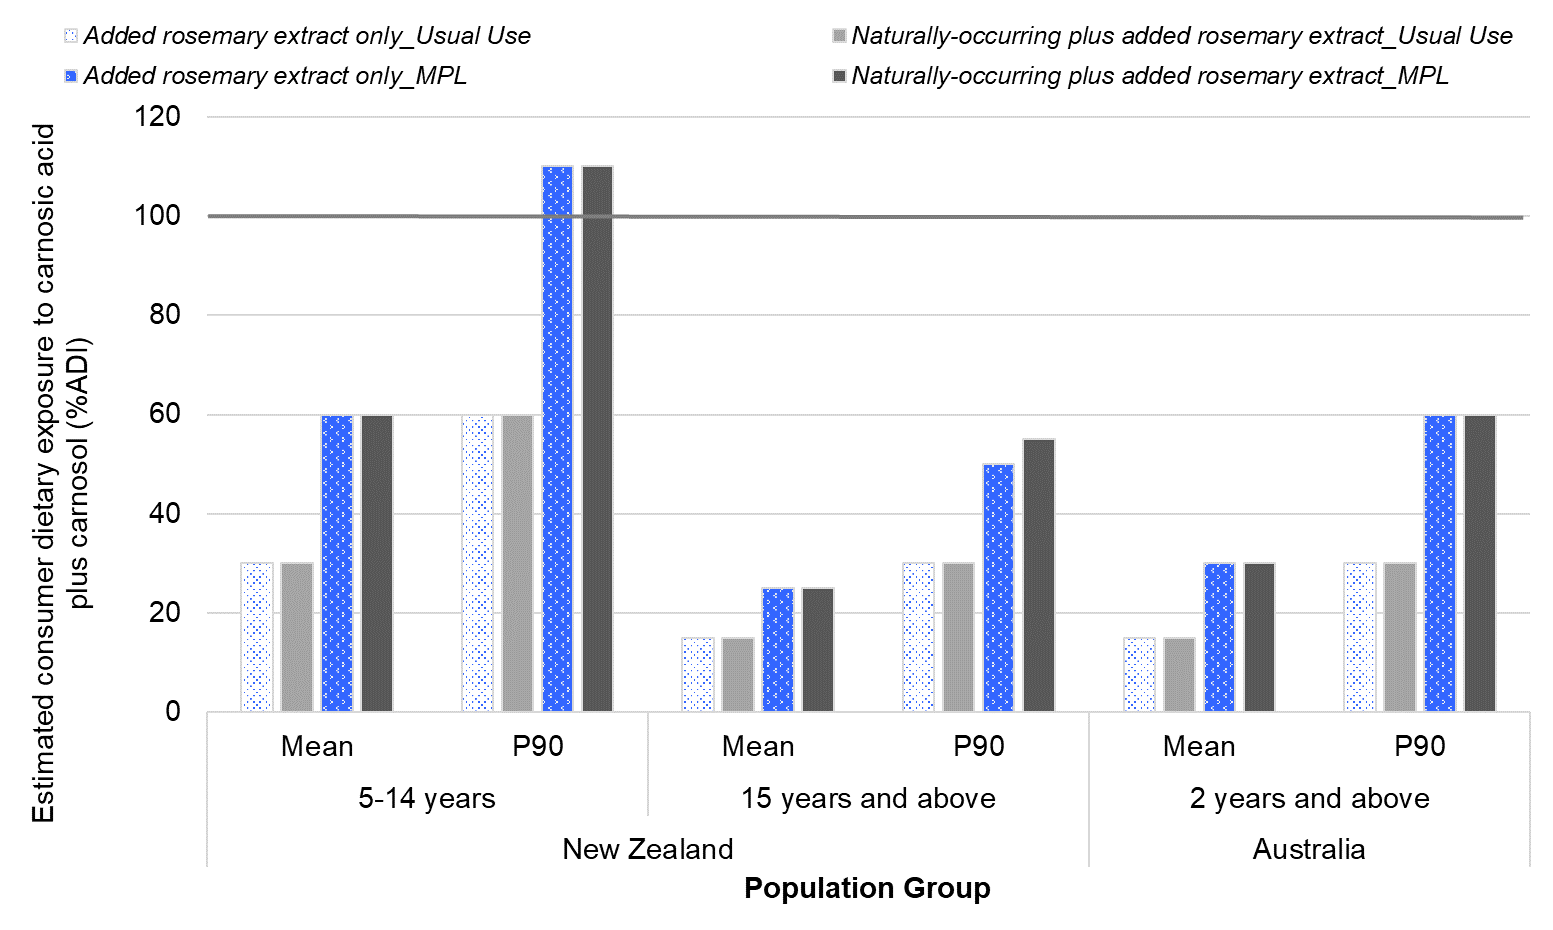 Added rosemary extract only_Usual Use
Naturally-occurring plus added rosemary extract_Usual Use
Added rosemary extract only_MPL
Naturally-occurring plus added rosemary extract_MPL
Estimated consumer dietary exposure to carnosic acid
plus carnosol (%ADI)
120
100
80
60
40
20
0
Mean
P90
Mean
P90
Mean
P90
5-14 years
15 years and above
2 years and above
New Zealand
Australia
Population Group